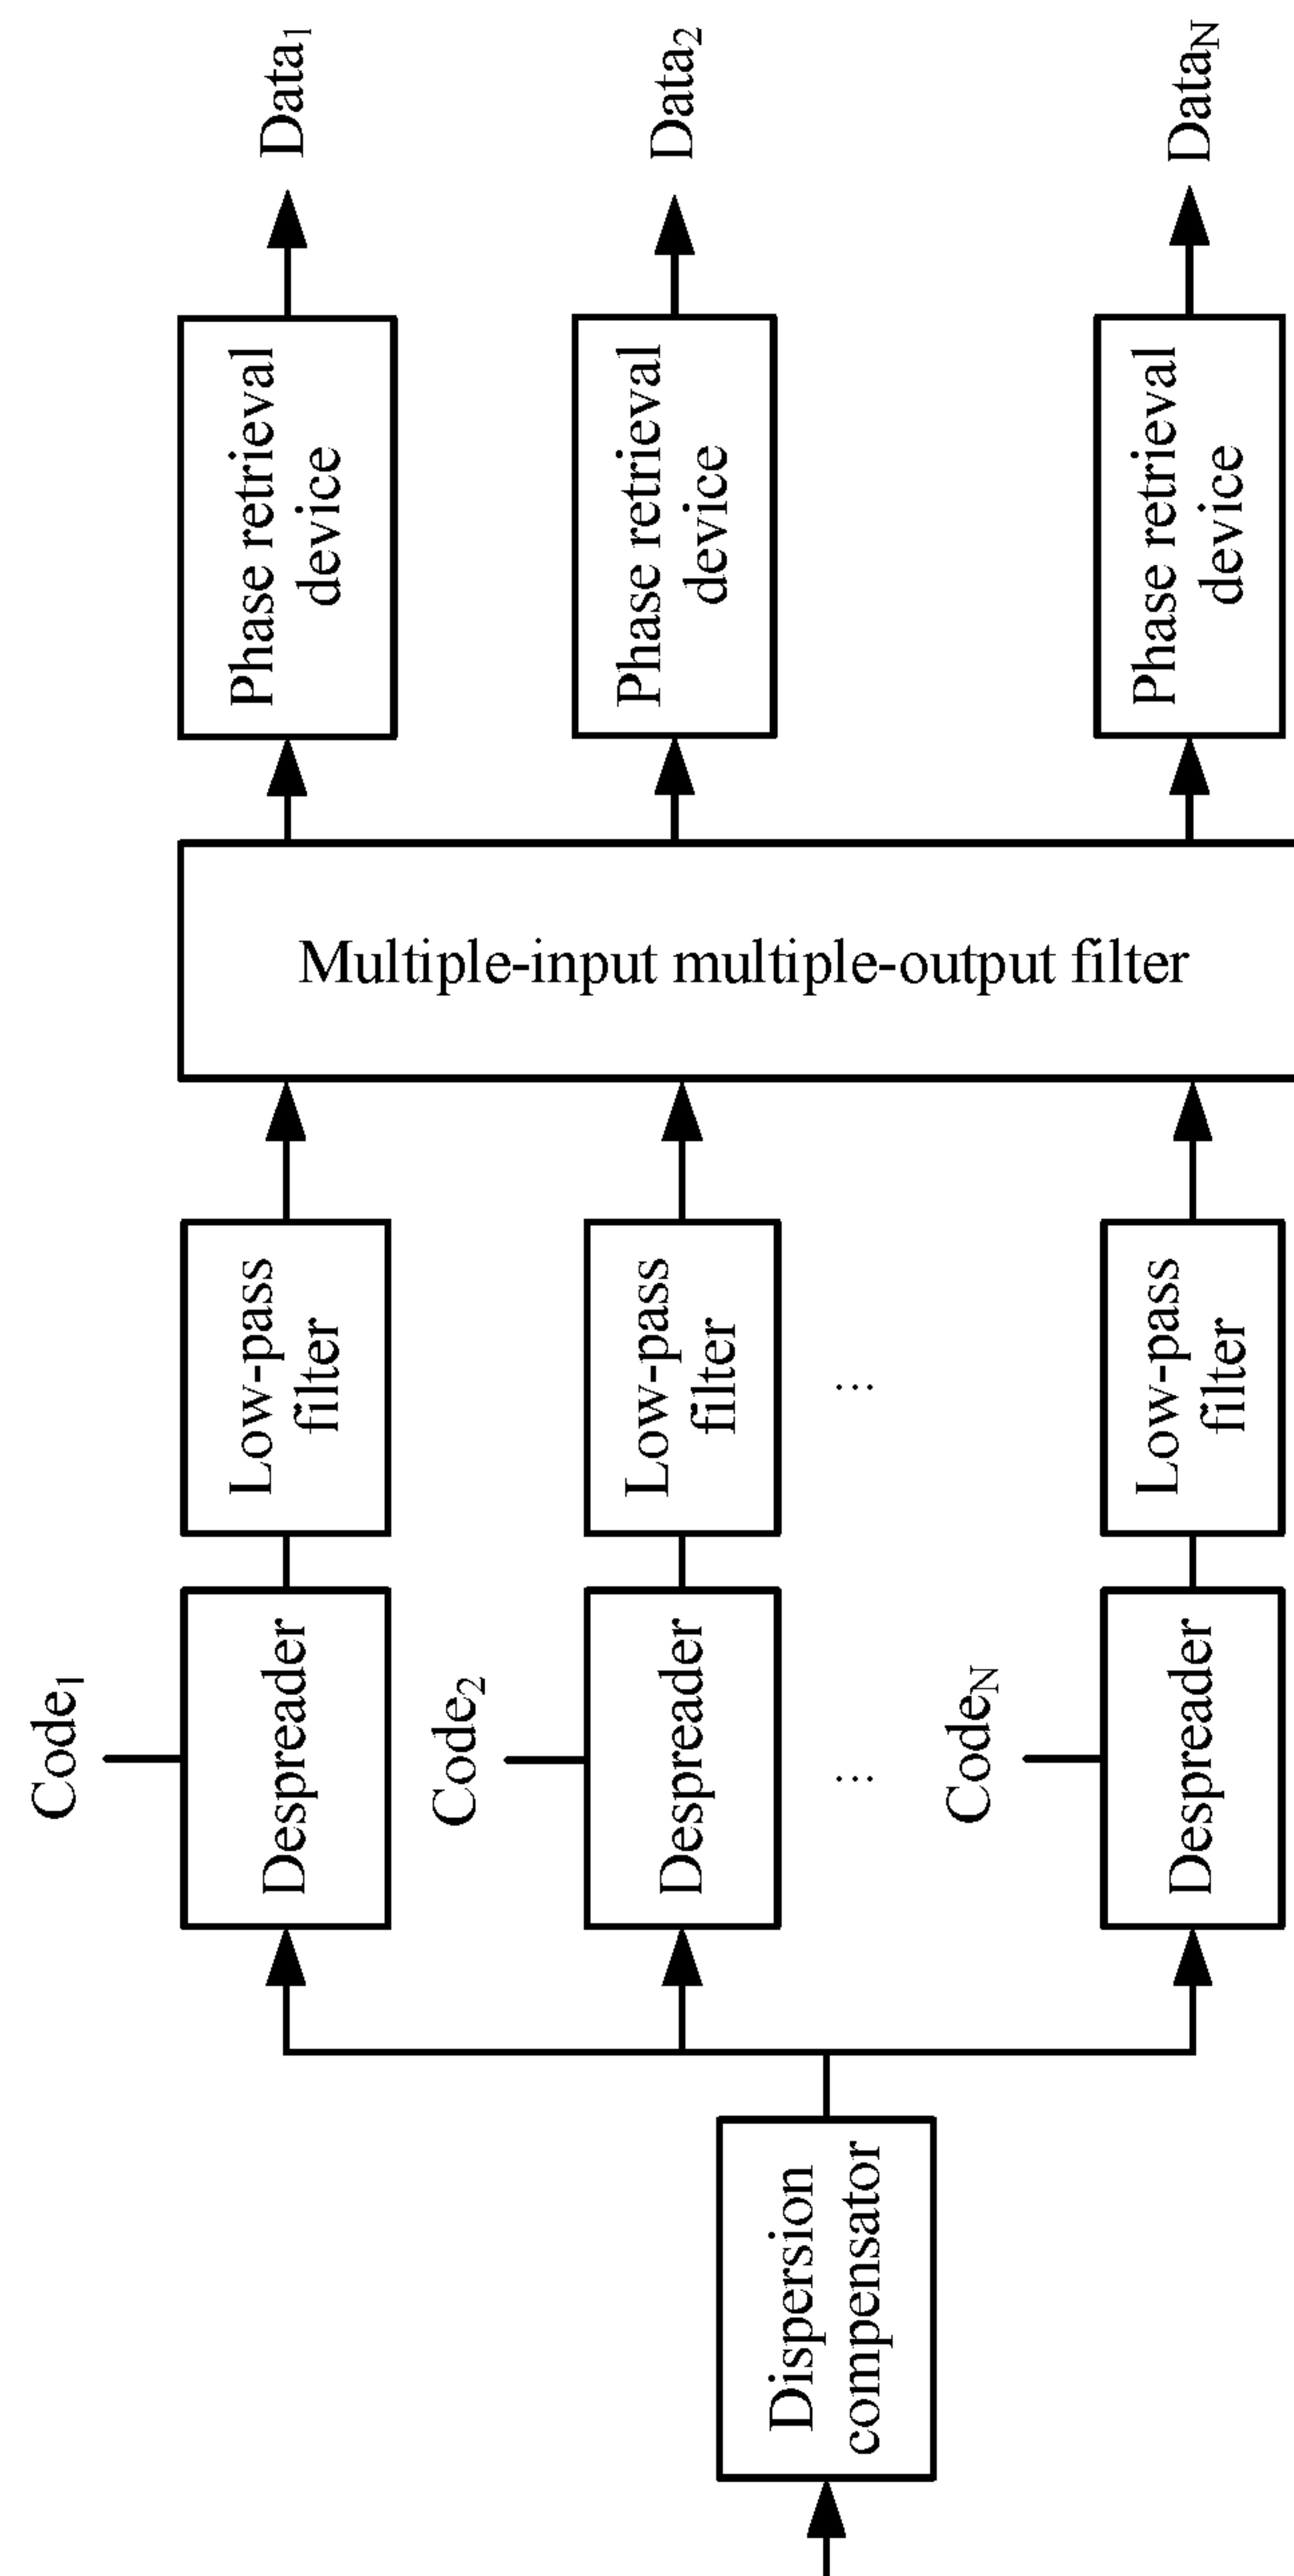 Dispersion
compensator
Code1
Despreader
Low-pass
filter
Code2
Despreader
Low-pass
filter
...
...
CodeN
Despreader
Low-pass
filter
Multiple-input multiple-output filter
Phase retrieval
device
Data1
Phase retrieval
device
Data2
Phase retrieval
device
DataN